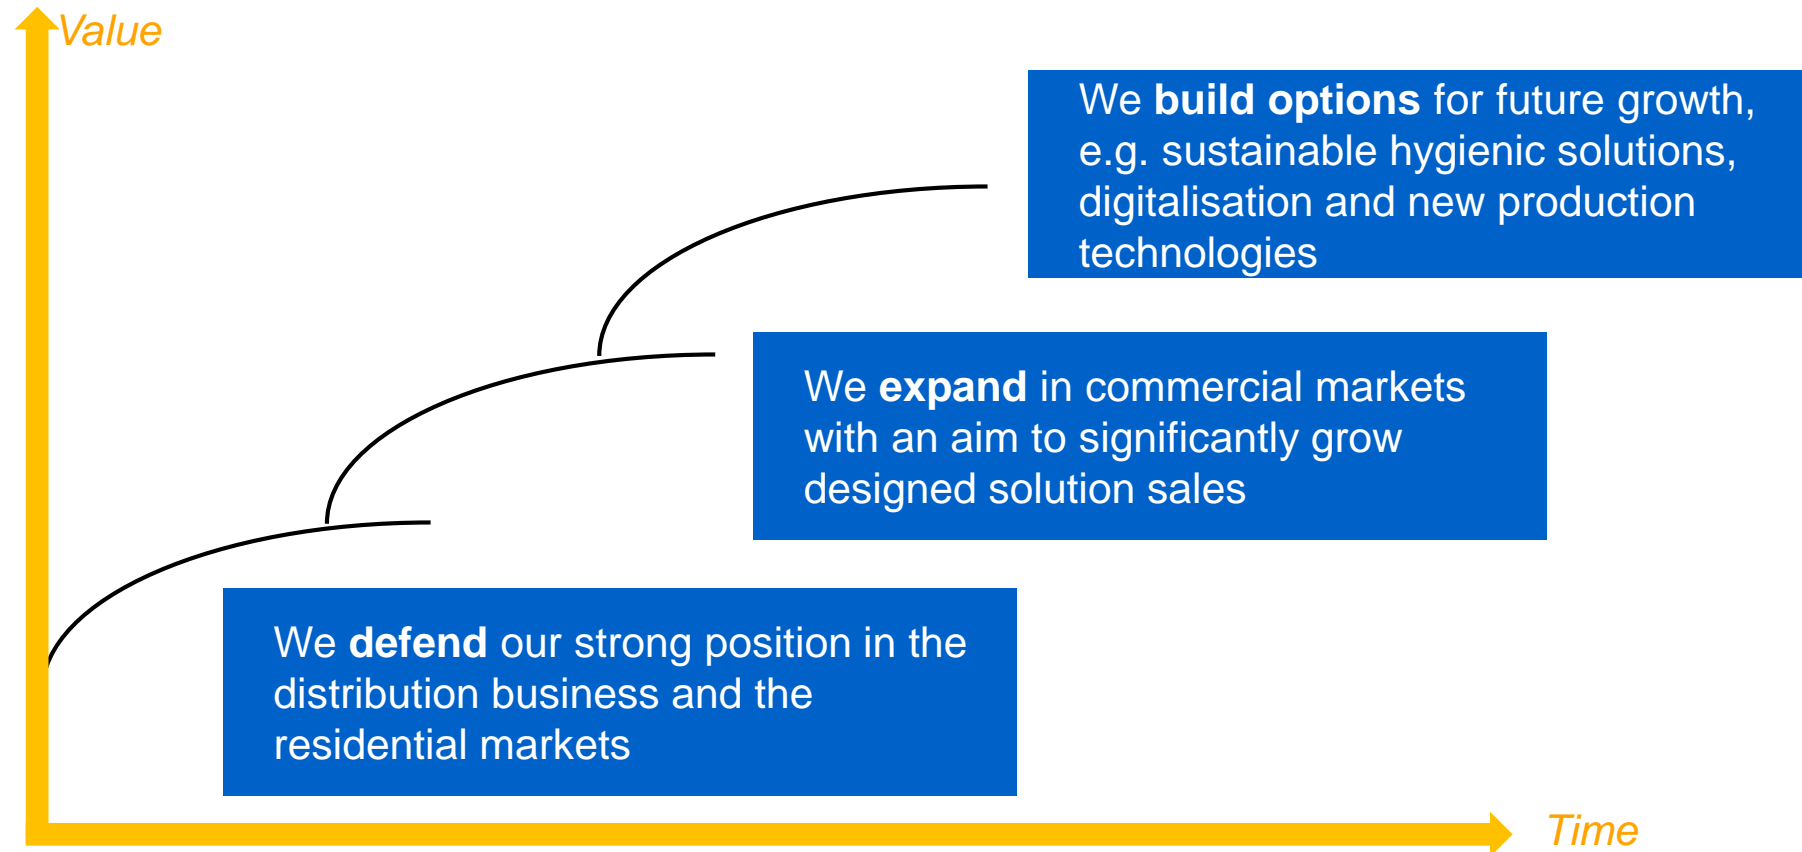 Value
We build options for future growth,
e.g. sustainable hygienic solutions,
digitalisation and new production
technologies
We expand in commercial markets
with an aim to significantly grow
designed solution sales
We defend our strong position in the
distribution business and the
residential markets
Time